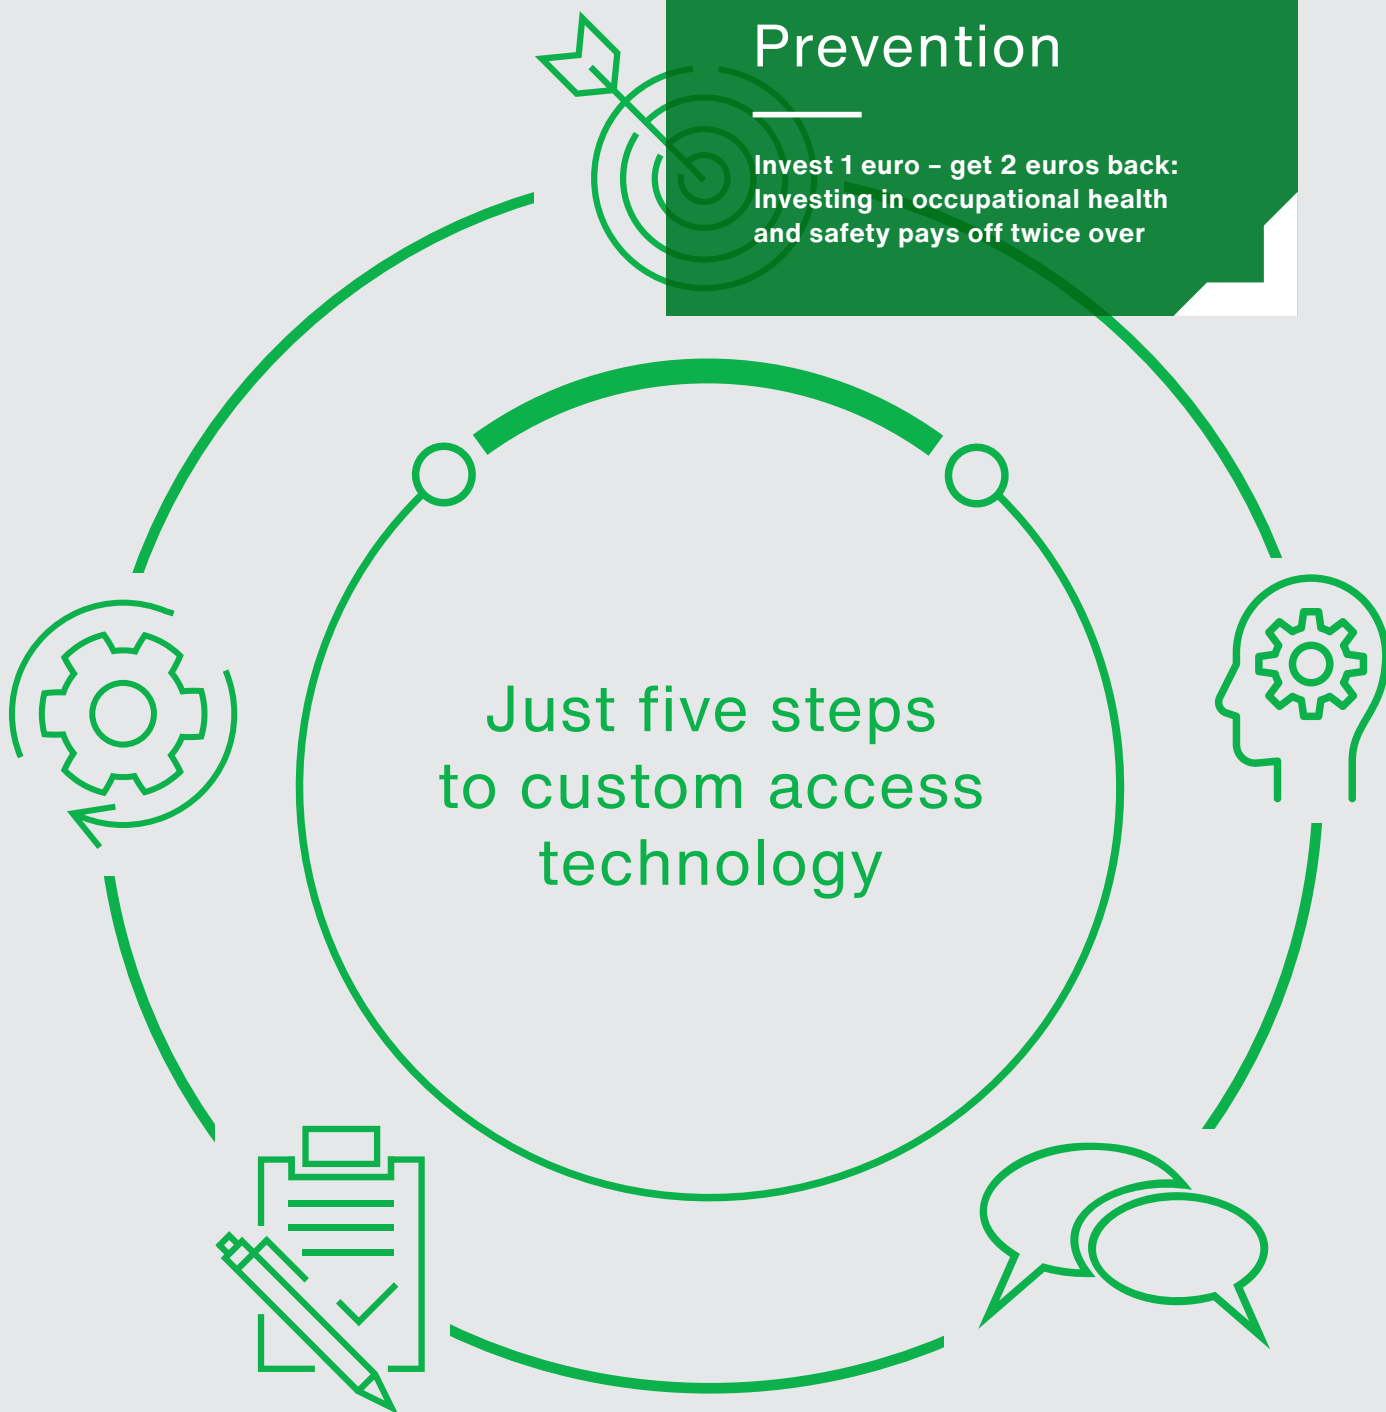 Prevention
Invest 1 euro – get 2 euros back:
Investing in occupational health
and safety pays off twice over
Just five steps
to custom access
technology